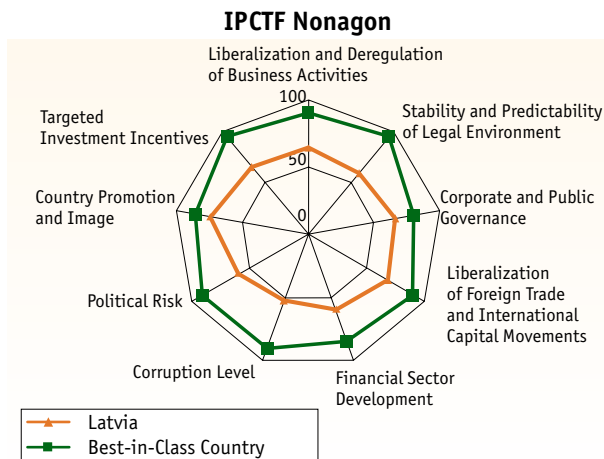 IPCTF Nonagon
Liberalization and Deregulation
of Business Activities
100
50
0
Stability and Predictability
of Legal Environment
Corporate and Public
Governance
Liberalization
of Foreign Trade
and International
Capital Movements
Financial Sector
Development
Corruption Level
Political Risk
Country Promotion
and Image
Targeted
Investment Incentives
Latvia
Best-in-Class Country